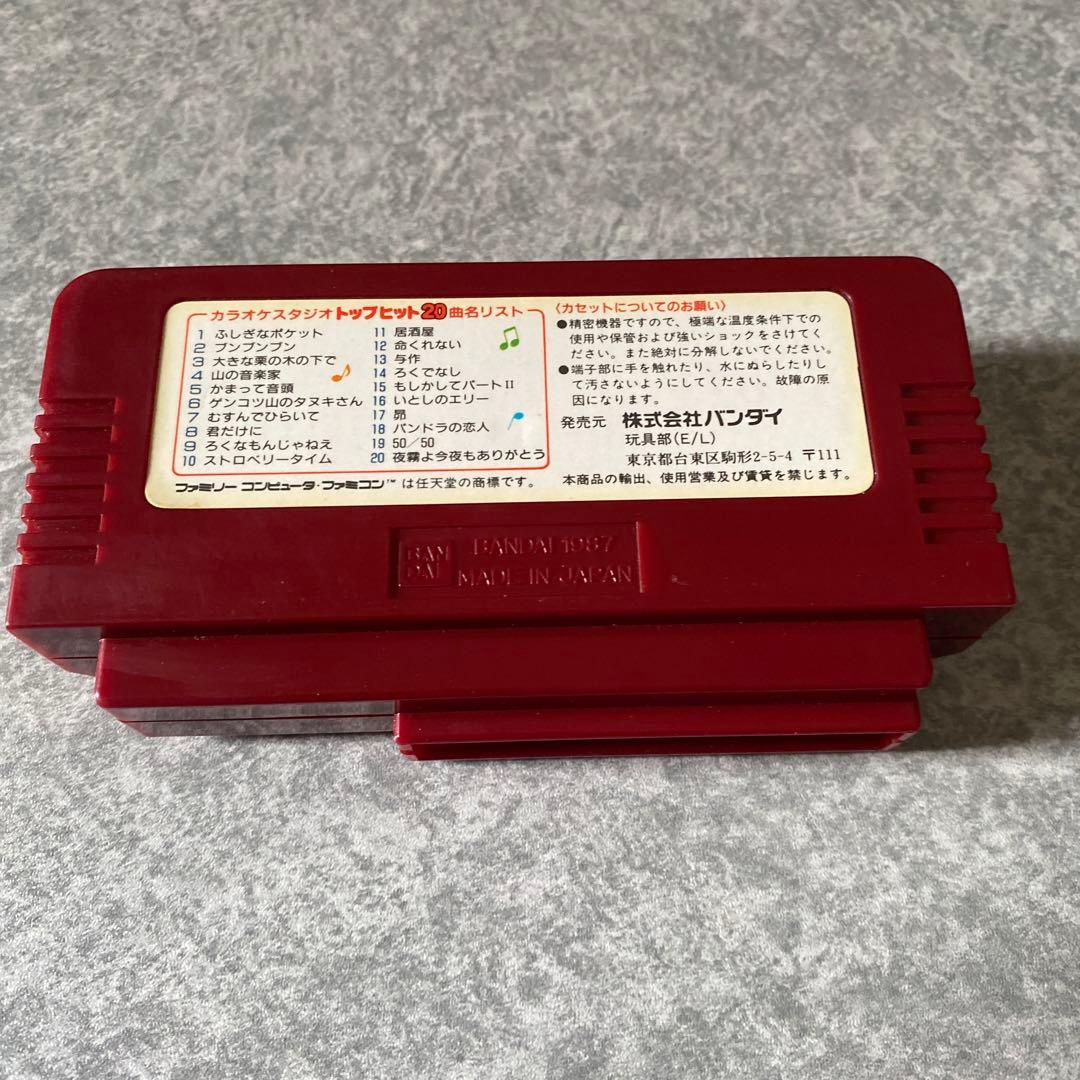 カラオケスタジオトップヒット20曲名リスト
1 ふしぎなポケット
2 ブンブンブン
3 大きな栗の木の下で
4 山の音楽家
5 かまって音頭
6 ゲンコツ山のタヌキさん
7 むすんでひらいて
8 君だけに
9 ろくなもんじゃねえ
10 ストロベリータイム
11 居酒屋
12 命くれない
13 与作
14 ろくでなし
15 もしかしてパートII
16 いとしのエリー
17 昴
18 パンドラの恋人
19 50/50
20 夜霧よ今夜もありがとう
ファミリーコンピュータ・ファミコン™は任天堂の商標です。
〈カセットについてのお願い〉
●精密機器ですので、極端な温度条件下での
使用や保管および強いショックをさけてく
ださい。また絶対に分解しないでください。
●端子部に手を触れたり、水にぬらしたりし
て汚さないようにしてください。故障の原
因になります。
発売元 株式会社バンダイ
玩具部(E/L)
東京都台東区駒形2-5-4 〒111
本商品の輸出、使用営業及び賃貸を禁じます。
BAN
DAI
BANDAI 1987
MADE IN JAPAN